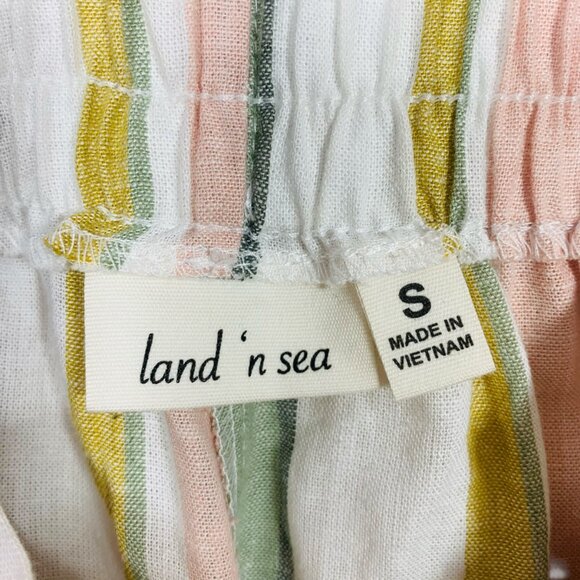 land 'n sea
S
MADE IN
VIETNAM